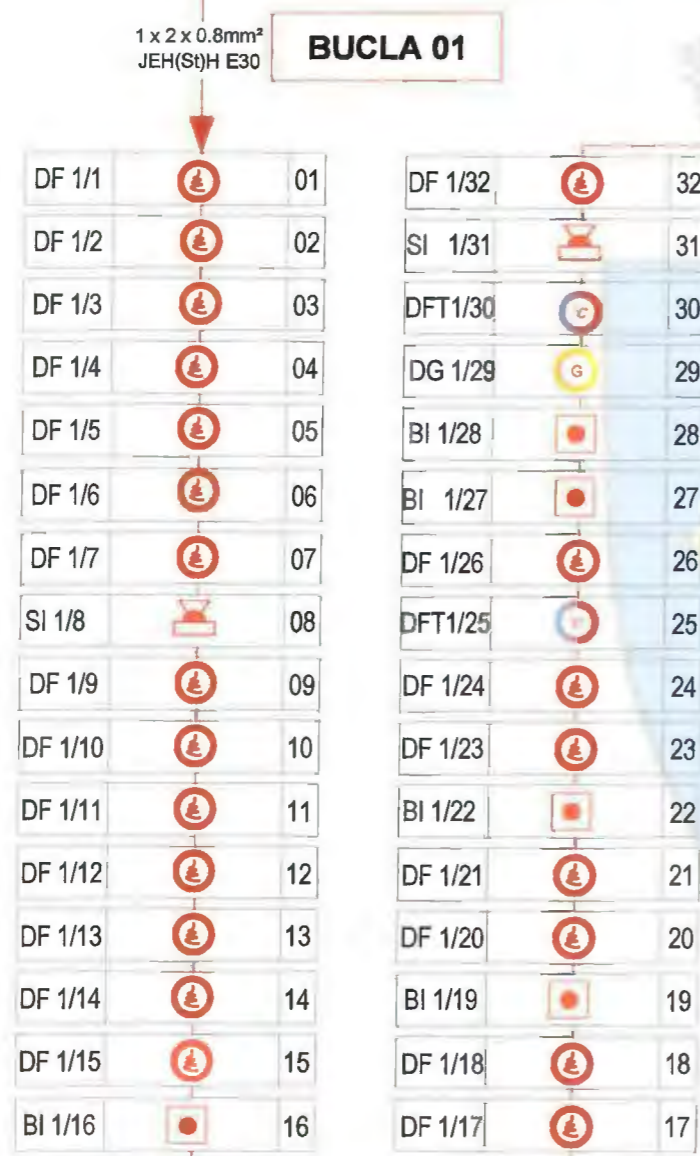 1 x 2 x 0.8mm²
JEH(St)H E30
BUCLA 01
DF 1/1 01
DF 1/2 02
DF 1/3 03
DF 1/4 04
DF 1/5 05
DF 1/6 06
DF 1/7 07
SI 1/8 08
DF 1/9 09
DF 1/10 10
DF 1/11 11
DF 1/12 12
DF 1/13 13
DF 1/14 14
DF 1/15 15
BI 1/16 16
DF 1/32 32
SI 1/31 31
DFT1/30 °C 30
DG 1/29 G 29
BI 1/28 28
BI 1/27 27
DF 1/26 26
DFT1/25 25
DF 1/24 24
DF 1/23 23
BI 1/22 22
DF 1/21 21
DF 1/20 20
BI 1/19 19
DF 1/18 18
DF 1/17 17